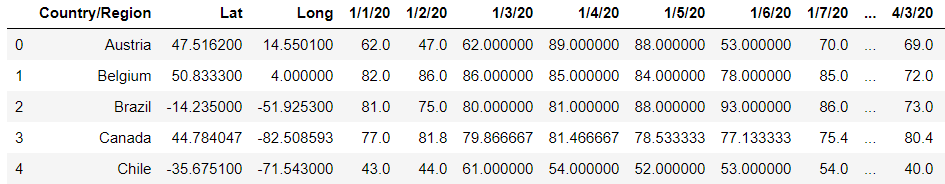 Country/Region Lat Long 1/1/20 1/2/20 1/3/20 1/4/20 1/5/20 1/6/20 1/7/20 ... 4/3/20
0 Austria 47.516200 14.550100 62.0 47.0 62.000000 89.000000 88.000000 53.000000 70.0 ... 69.0
1 Belgium 50.833300 4.000000 82.0 86.0 86.000000 85.000000 84.000000 78.000000 85.0 ... 72.0
2 Brazil -14.235000 -51.925300 81.0 75.0 80.000000 81.000000 88.000000 93.000000 86.0 ... 73.0
3 Canada 44.784047 -82.508593 77.0 81.8 79.866667 81.466667 78.533333 77.133333 75.4 ... 80.4
4 Chile -35.675100 -71.543000 43.0 44.0 61.000000 54.000000 52.000000 53.000000 54.0 ... 40.0